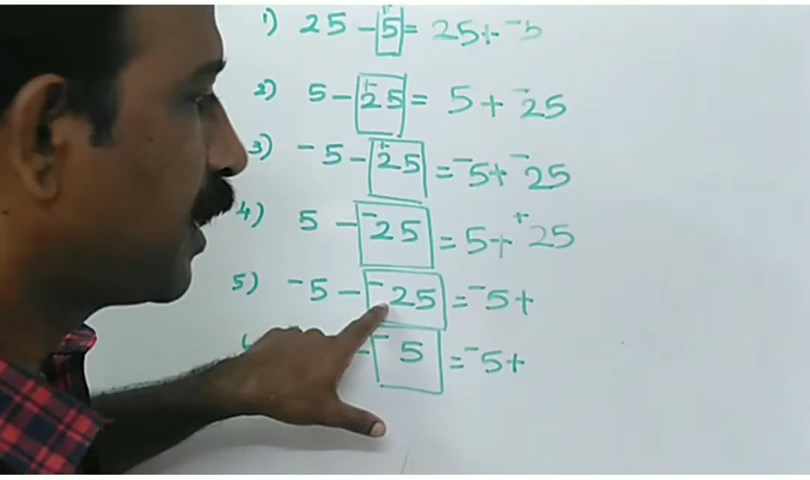 1) 25 - ⁺5 = 25 + ⁻5
2) 5 - ⁺25 = 5 + ⁻25
3) ⁻5 - ⁺25 = ⁻5 + ⁻25
4) 5 - ⁻25 = 5 + ⁺25
5) ⁻5 - ⁻25 = ⁻5 +
- ⁻5 = ⁻5 +